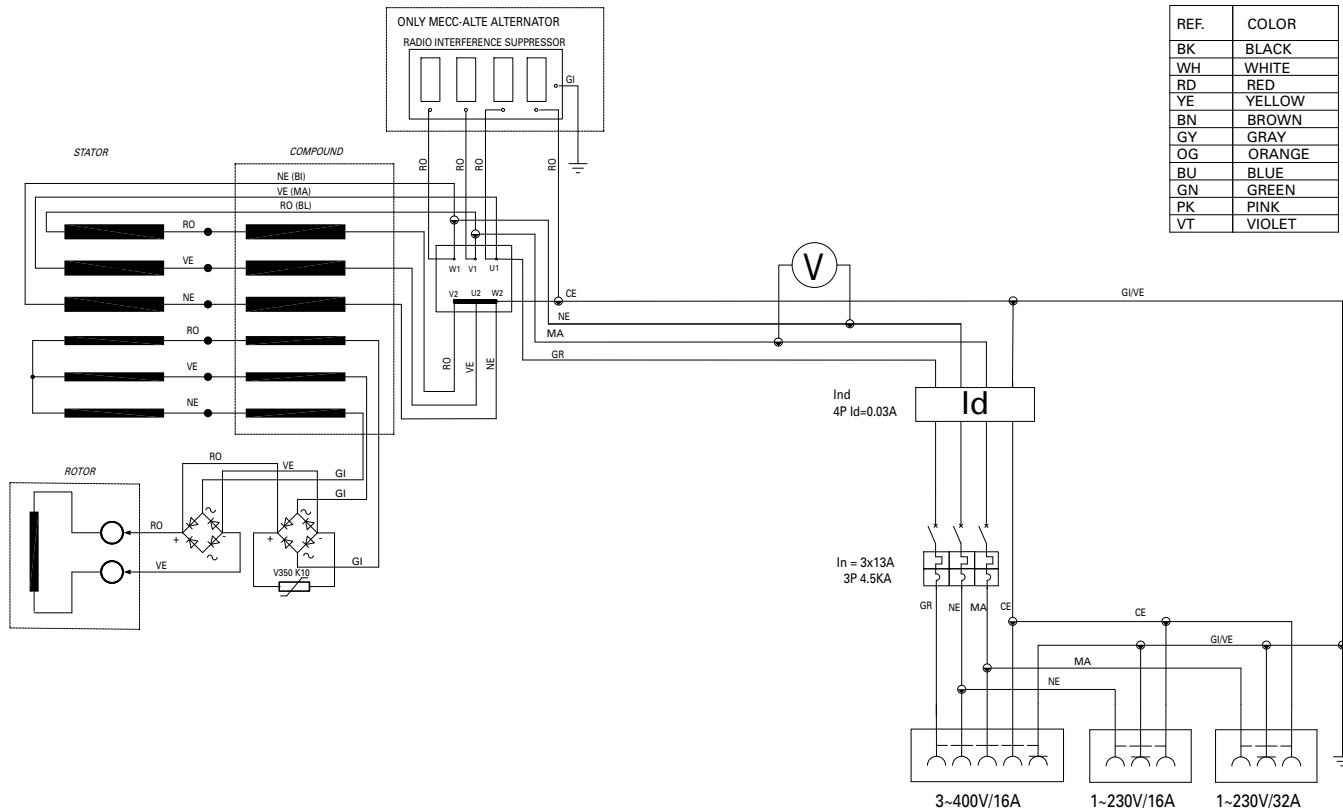 ONLY MECC-ALTE ALTERNATOR
RADIO INTERFERENCE SUPPRESSOR
GI
RO
RO
RO
RO
REF. COLOR
BK BLACK
WH WHITE
RD RED
YE YELLOW
BN BROWN
GY GRAY
OG ORANGE
BU BLUE
GN GREEN
PK PINK
VT VIOLET
STATOR
COMPOUND
NE (BI)
VE (MA)
RO (BL)
RO
VE
NE
RO
VE
NE
W1 V1 U1
V2 U2 W2
RO
VE
NE
CE
NE
MA
GR
V
GI/VE
Ind
4P Id=0.03A
Id
ROTOR
RO
VE
RO
VE
GI
GI
GI
+ ~ - ~
+ ~ - ~
V350 K10
In = 3x13A
3P 4.5KA
GR NE MA CE
CE
GI/VE
MA
NE
3~400V/16A
1~230V/16A
1~230V/32A